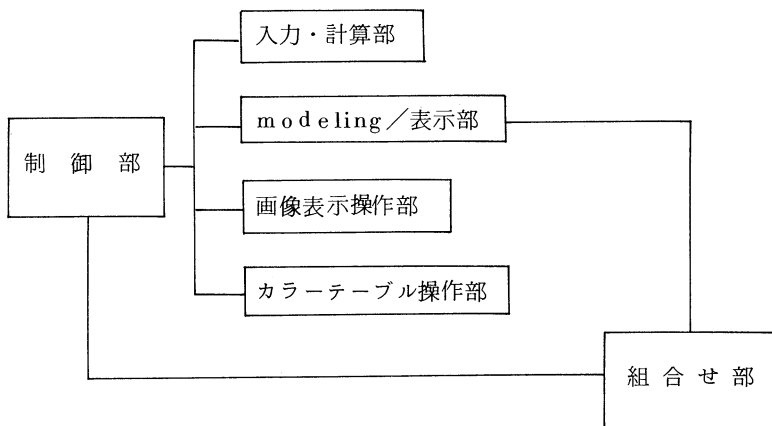 入力・計算部
modeling／表示部
制御部
画像表示操作部
カラーテーブル操作部
組合せ部